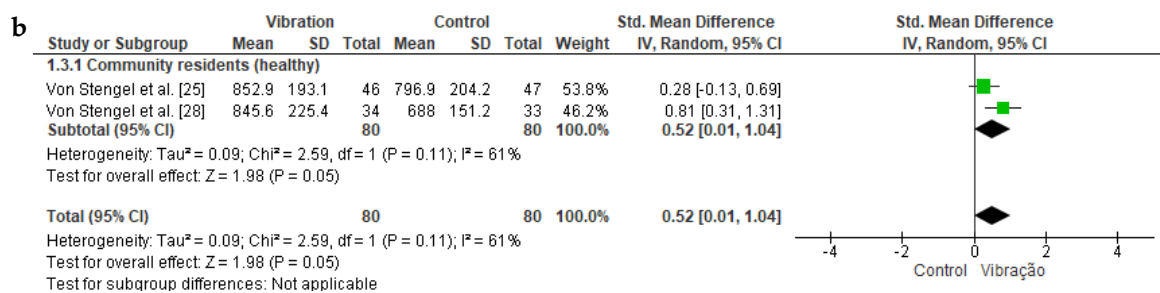 b
Vibration Control Std. Mean Difference Std. Mean Difference
Study or Subgroup Mean SD Total Mean SD Total Weight IV, Random, 95% CI IV, Random, 95% CI
1.3.1 Community residents (healthy)
Von Stengel et al. [25] 852.9 193.1 46 796.9 204.2 47 53.8% 0.28 [-0.13, 0.69]
Von Stengel et al. [28] 845.6 225.4 34 688 151.2 33 46.2% 0.81 [0.31, 1.31]
Subtotal (95% CI) 80 80 100.0% 0.52 [0.01, 1.04]
Heterogeneity: Tau² = 0.09; Chi² = 2.59, df = 1 (P = 0.11); I² = 61%
Test for overall effect: Z = 1.98 (P = 0.05)
Total (95% CI) 80 80 100.0% 0.52 [0.01, 1.04]
Heterogeneity: Tau² = 0.09; Chi² = 2.59, df = 1 (P = 0.11); I² = 61%
Test for overall effect: Z = 1.98 (P = 0.05)
Test for subgroup differences: Not applicable
-4 -2 0 2 4
Control Vibração